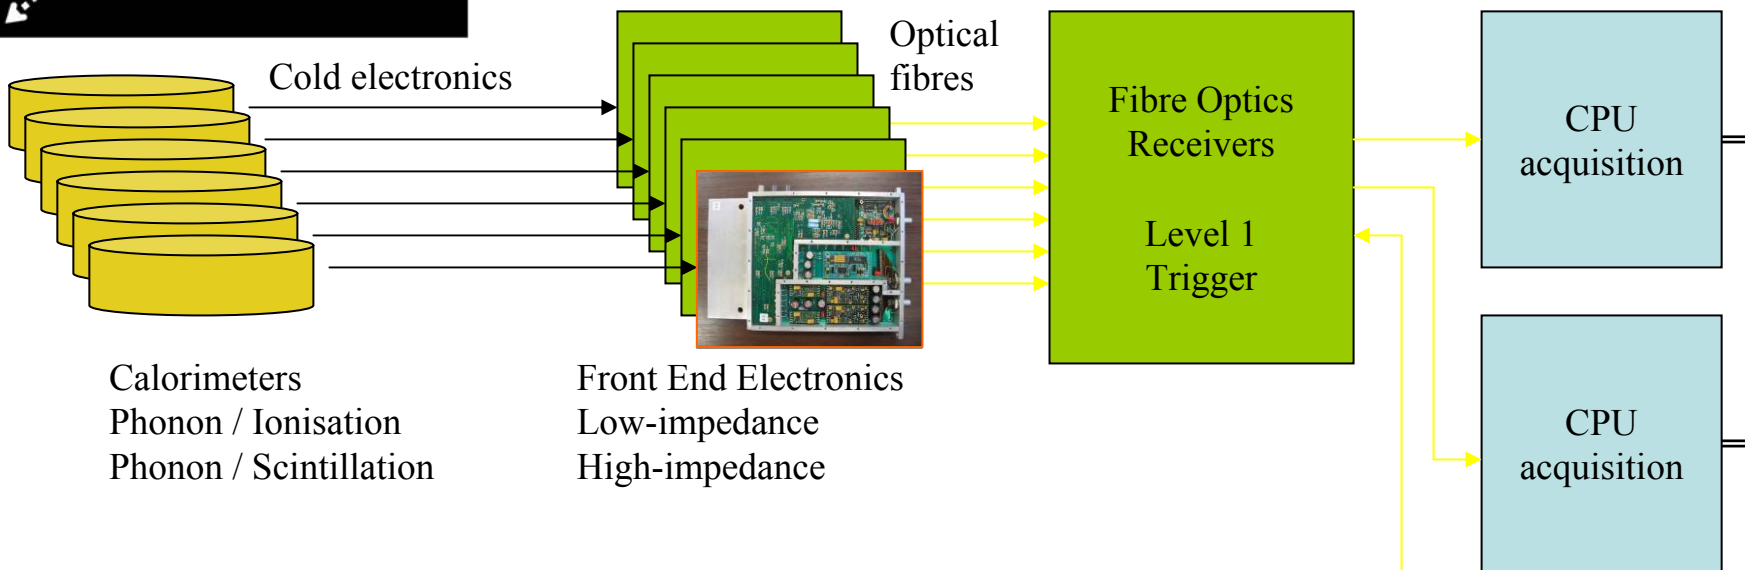 Cold electronics
Optical
fibres
Fibre Optics
Receivers
Level 1
Trigger
CPU
acquisition
CPU
acquisition
Calorimeters
Phonon / Ionisation
Phonon / Scintillation
Front End Electronics
Low-impedance
High-impedance